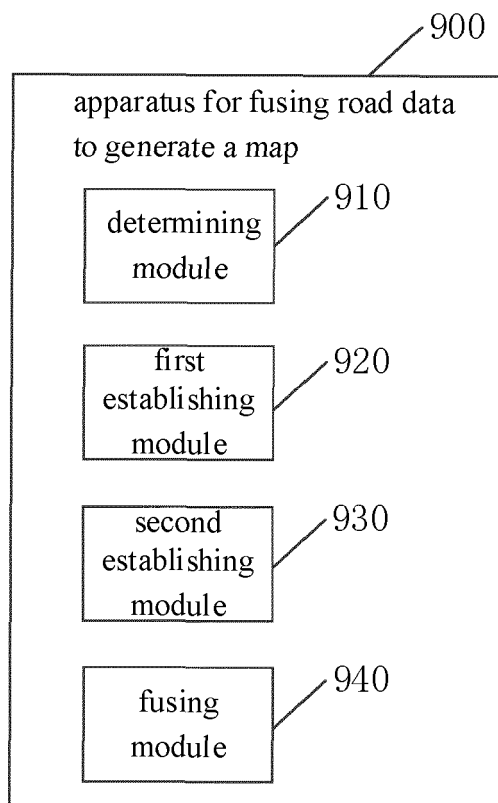 900
apparatus for fusing road data
to generate a map
910
determining
module
920
first
establishing
module
930
second
establishing
module
940
fusing
module